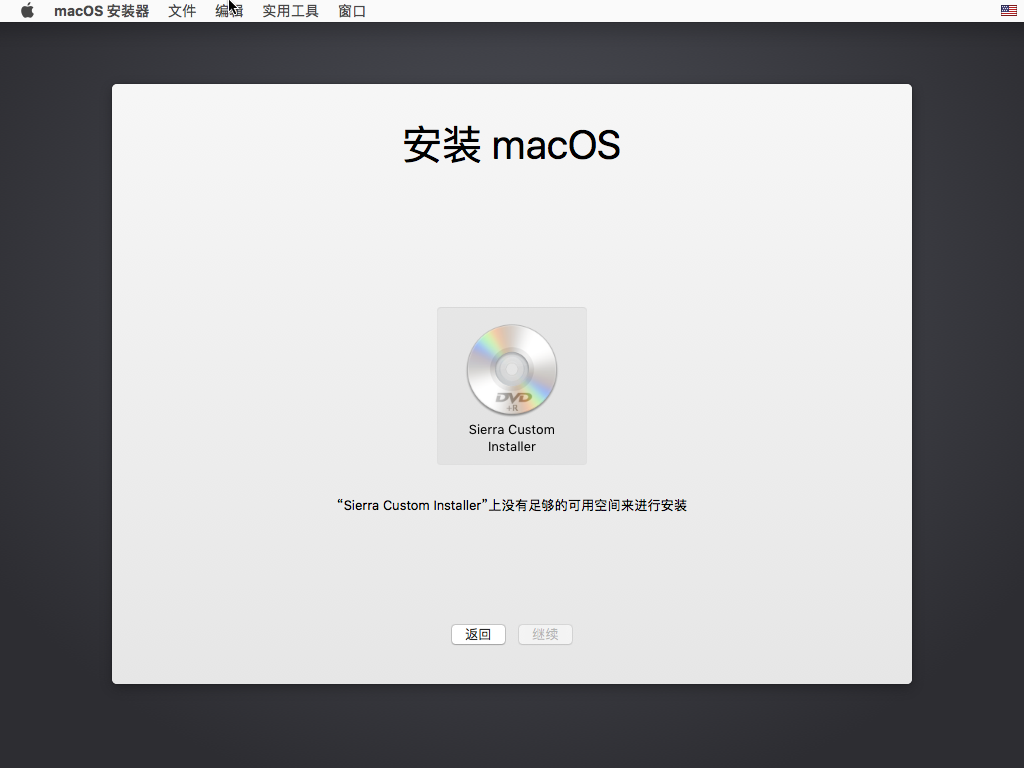 macOS 安装器 文件 编辑 实用工具 窗口
安装 macOS
DVD
+R
Sierra Custom
Installer
“Sierra Custom Installer”上没有足够的可用空间来进行安装
返回 继续